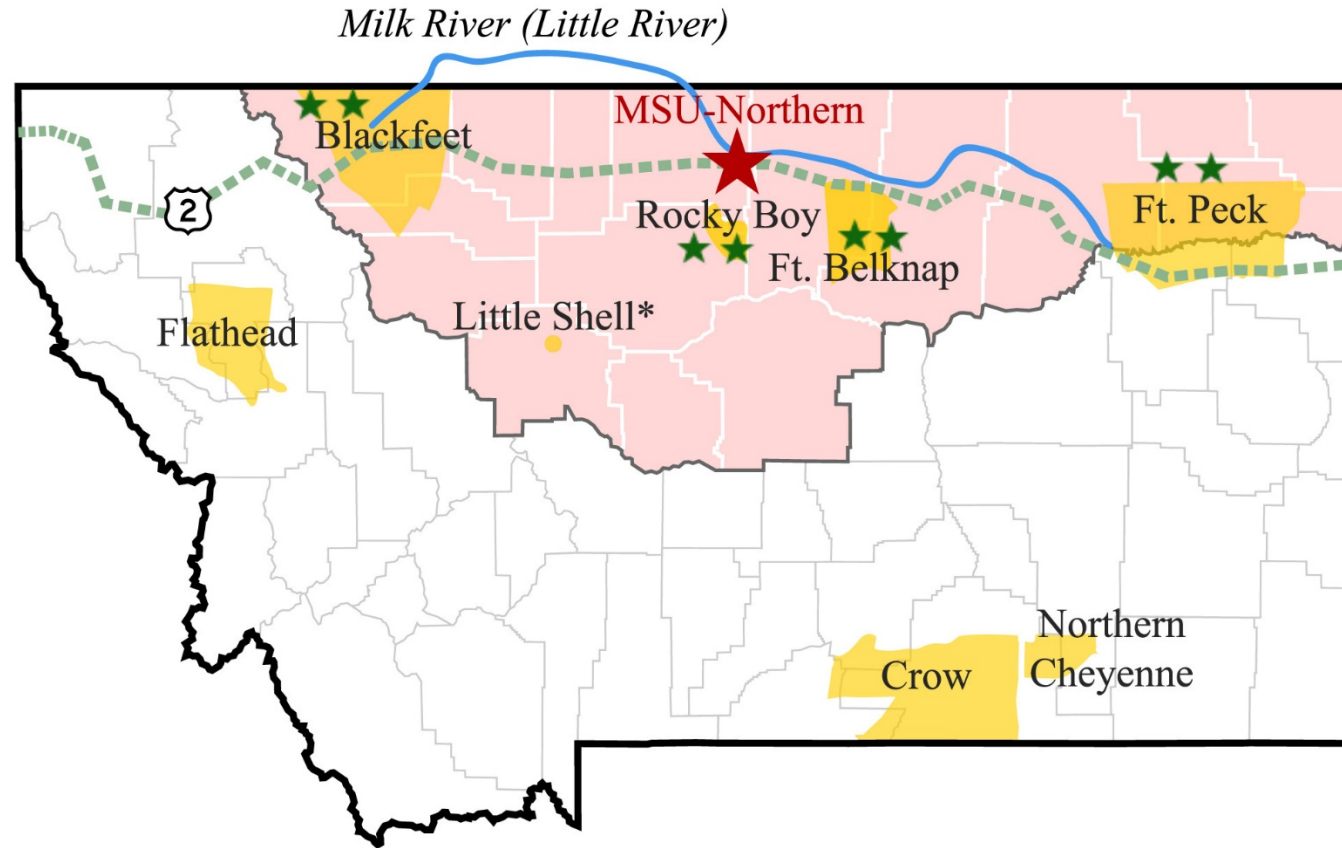 Milk River (Little River)
MSU-Northern
Blackfeet
2
Rocky Boy
Ft. Peck
Ft. Belknap
Little Shell*
Flathead
Northern
Cheyenne
Crow